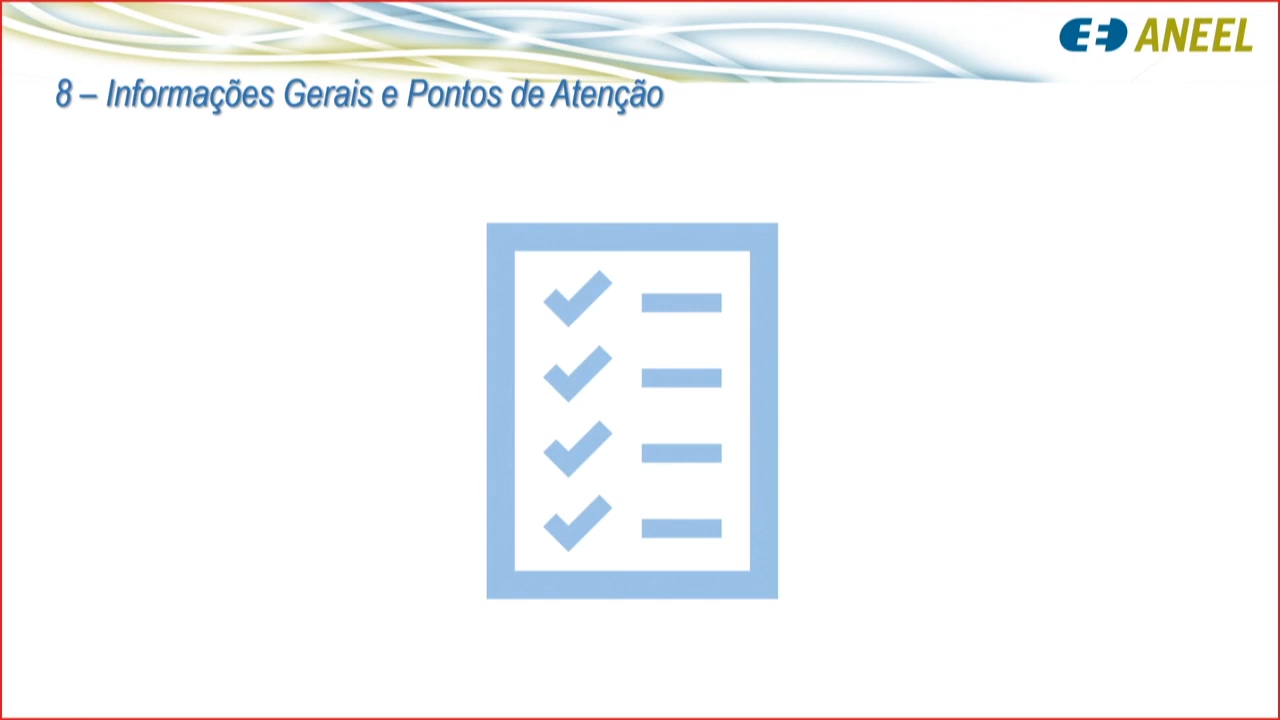 ANEEL
8 – Informações Gerais e Pontos de Atenção